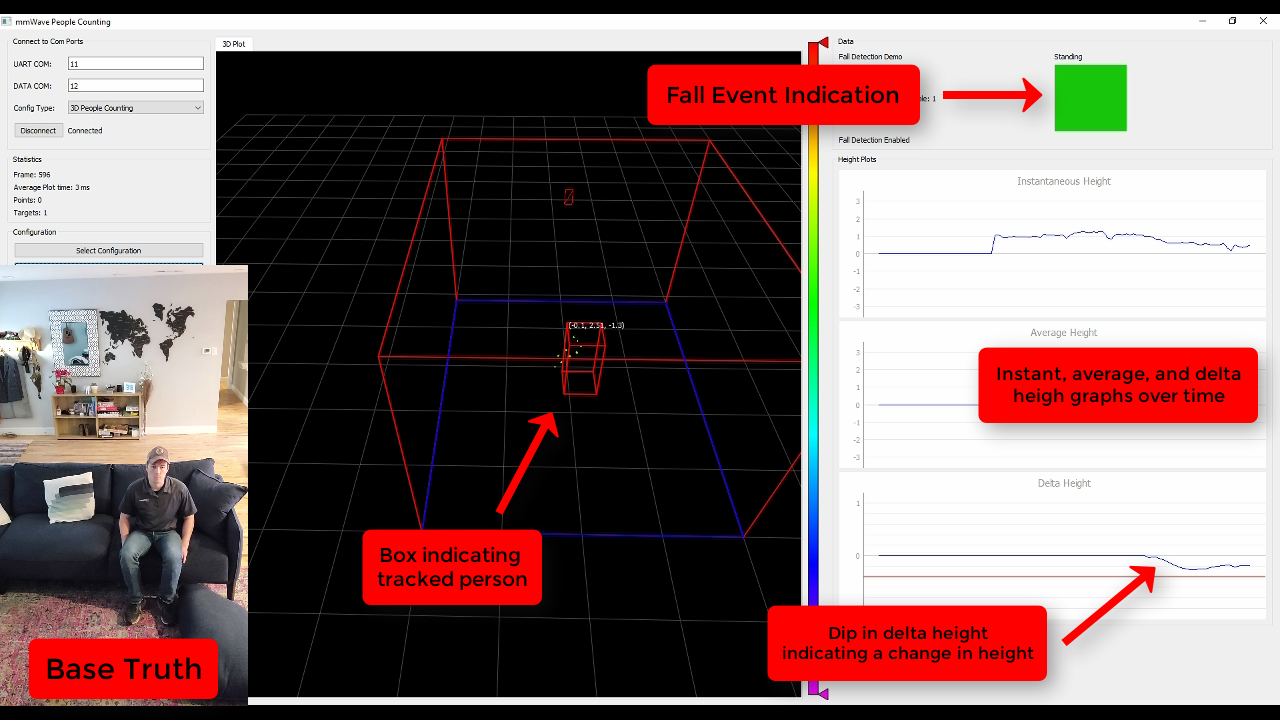 mmWave People Counting
Connect to Com Ports
UART COM:
11
DATA COM:
12
Config Type:
3D People Counting
Disconnect
Connected
Statistics
Frame:
Average Plot time: 2 ms
Points: 0
Targets: 1
Configuration
Select Configuration
3D Plot
Data
Fall Detection Demo
Standing
Fall Event Indication
Fall Detection Enabled
Height Plots
Instantaneous Height
3
2
1
0
-1
-2
-3
Average Height
3
2
1
0
-1
-2
-3
Instant, average, and delta
heigh graphs over time
Delta Height
1
0
(-0.1, 2.51, -1.3)
Box indicating
tracked person
Dip in delta height
indicating a change in height
Base Truth